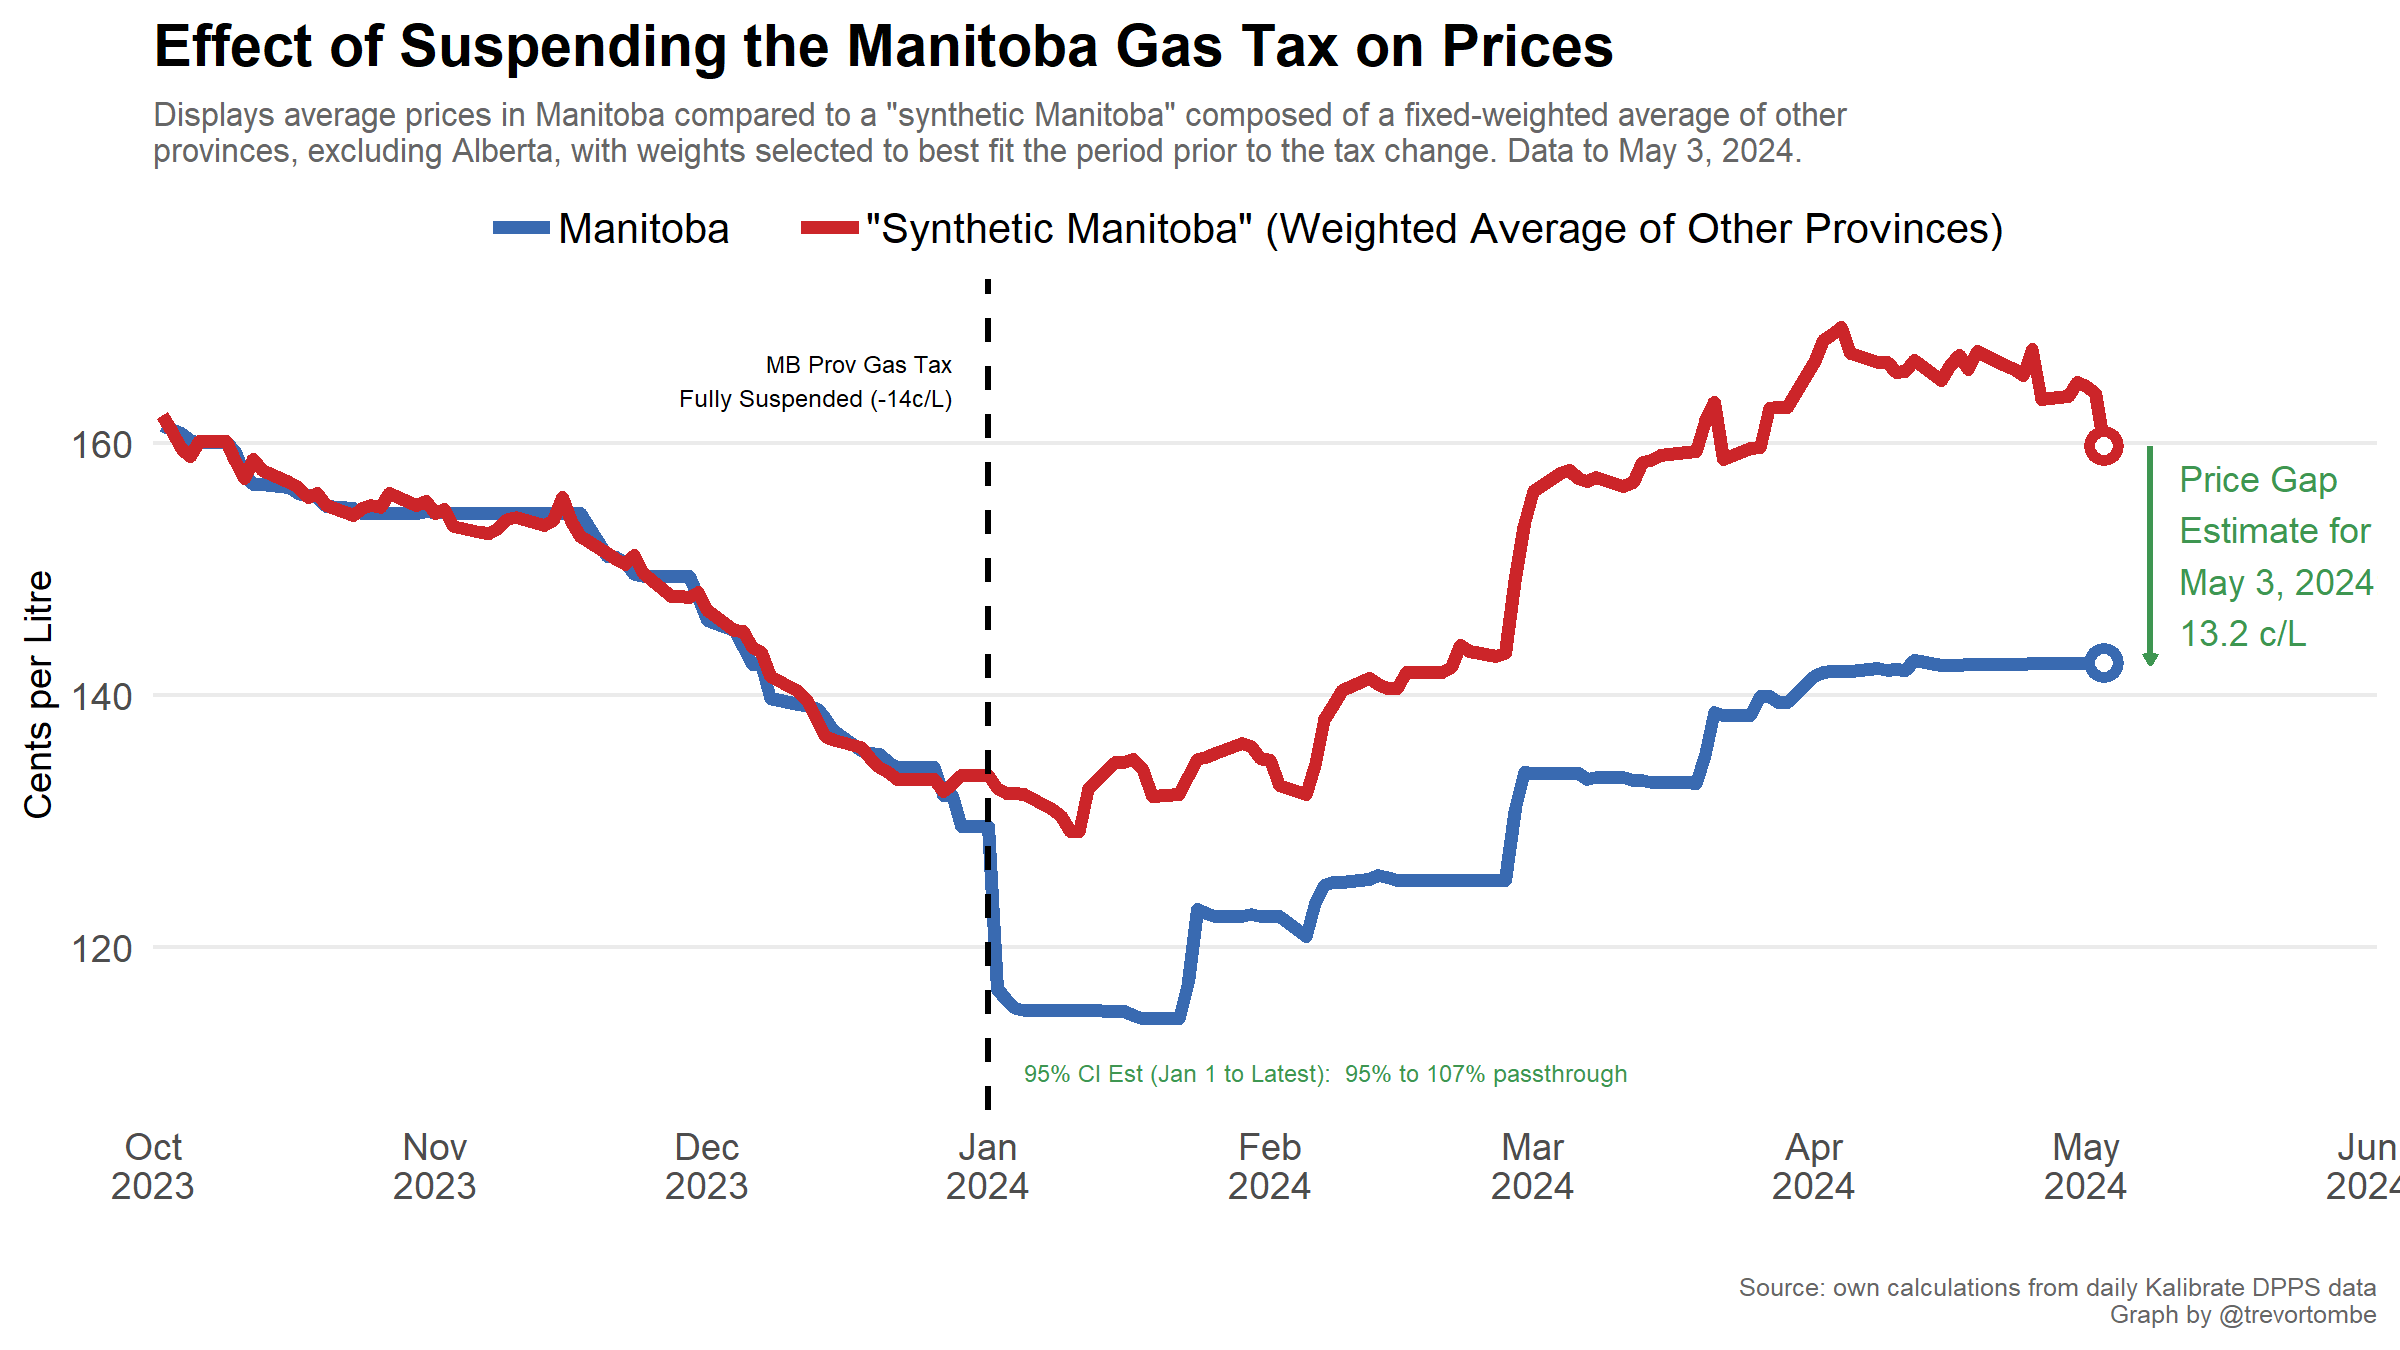 Effect of Suspending the Manitoba Gas Tax on Prices
Displays average prices in Manitoba compared to a "synthetic Manitoba" composed of a fixed-weighted average of other
provinces, excluding Alberta, with weights selected to best fit the period prior to the tax change. Data to May 3, 2024.
Manitoba
"Synthetic Manitoba" (Weighted Average of Other Provinces)
MB Prov Gas Tax
Fully Suspended (-14c/L)
160
140
120
Cents per Litre
Price Gap
Estimate for
May 3, 2024
13.2 c/L
95% CI Est (Jan 1 to Latest):  95% to 107% passthrough
Oct
2023
Nov
2023
Dec
2023
Jan
2024
Feb
2024
Mar
2024
Apr
2024
May
2024
Jun
2024
Source: own calculations from daily Kalibrate DPPS data
Graph by @trevortombe